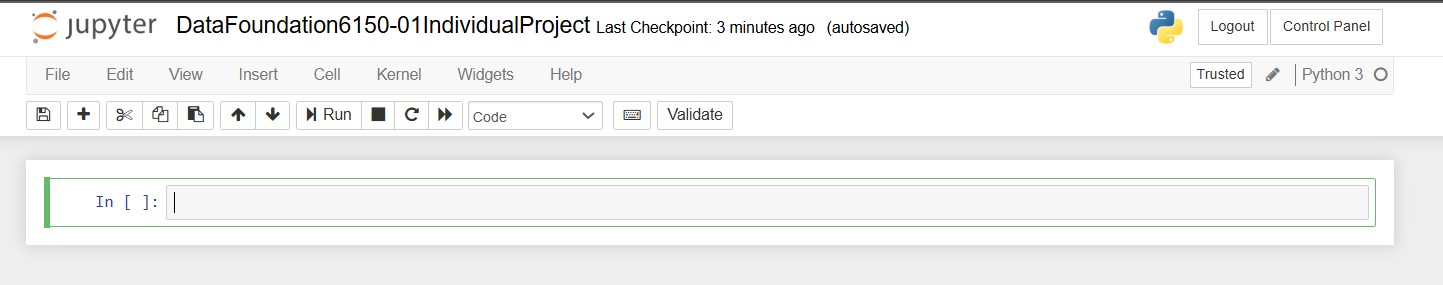 jupyter DataFoundation6150-01IndividualProject Last Checkpoint: 3 minutes ago (autosaved) Logout Control Panel
File Edit View Insert Cell Kernel Widgets Help Trusted Python 3
Run Code Validate
In [ ]: